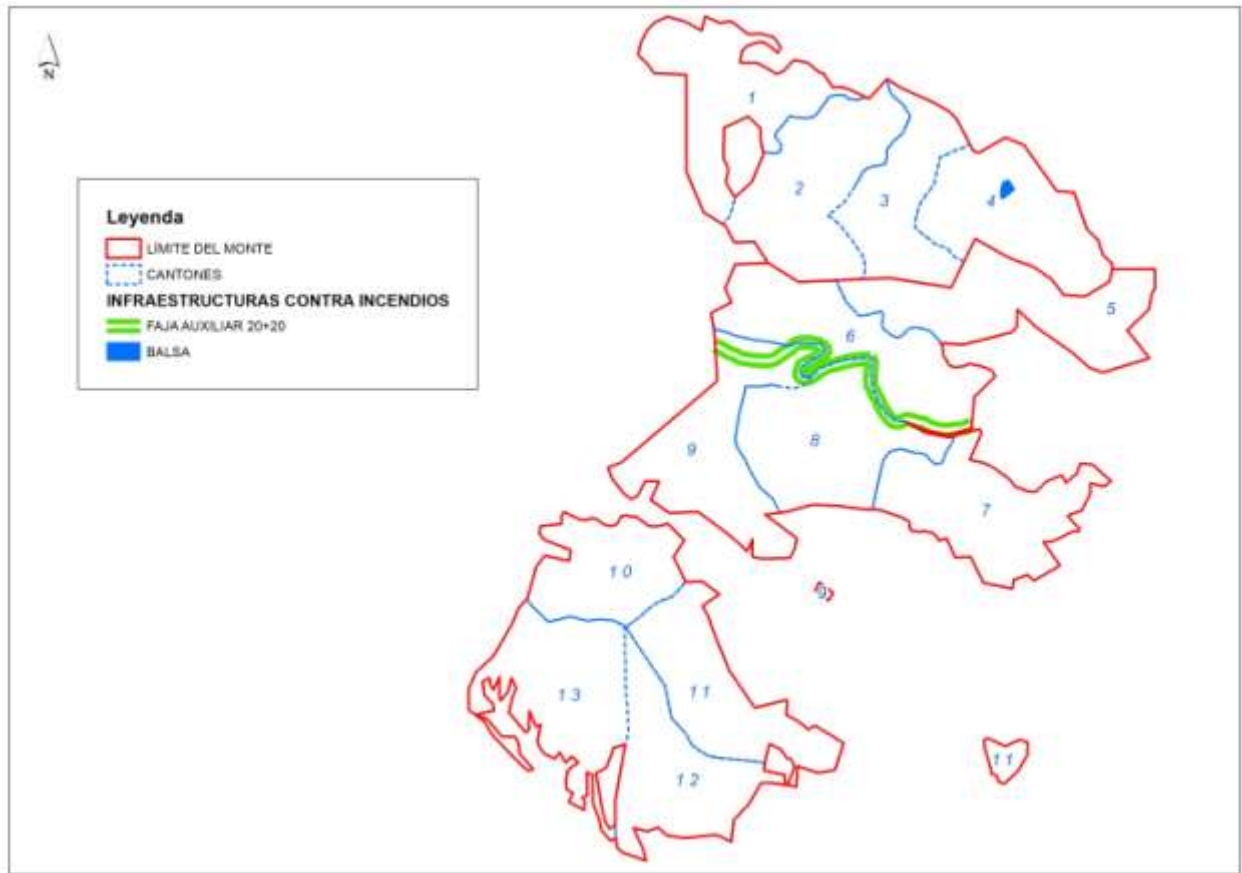 N
1
2
3
4
5
6
Leyenda
LÍMITE DEL MONTE
CANTONES
INFRAESTRUCTURAS CONTRA INCENDIOS
FAJA AUXILIAR 20+20
BALSA
9
8
7
10
9
13
11
12
11